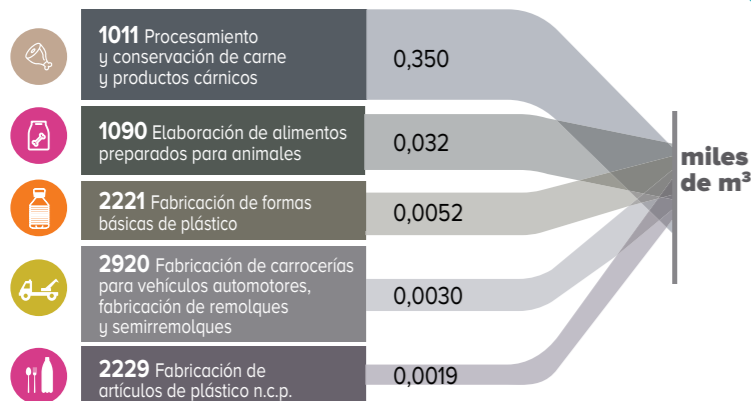 1011 Procesamiento
y conservación de carne
y productos cárnicos
0,350
1090 Elaboración de alimentos
preparados para animales
0,032
2221 Fabricación de formas
básicas de plástico
0,0052
2920 Fabricación de carrocerías
para vehículos automotores,
fabricación de remolques
y semirremolques
0,0030
2229 Fabricación de
artículos de plástico n.c.p.
0,0019
miles
de m³